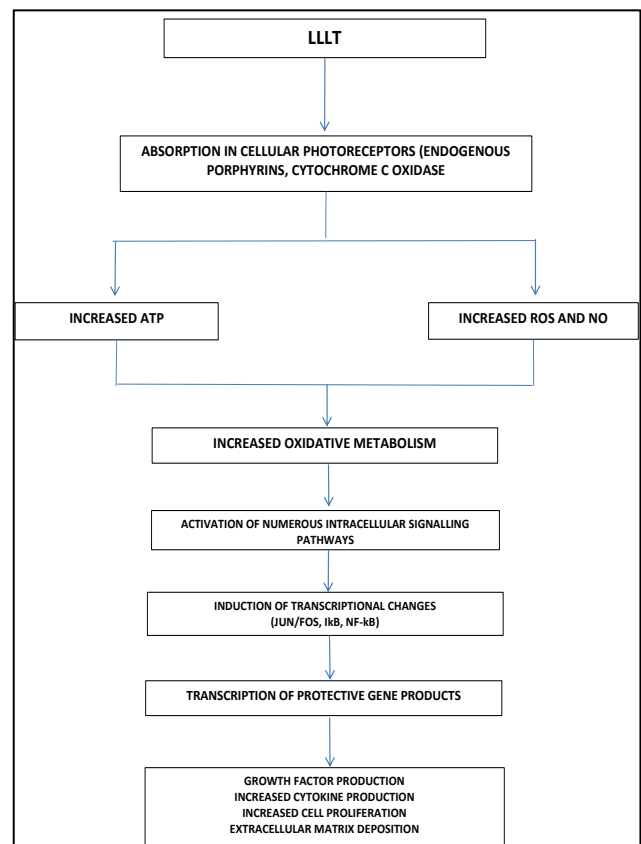 LLLT
ABSORPTION IN CELLULAR PHOTORECEPTORS (ENDOGENOUS
PORPHYRINS, CYTOCHROME C OXIDASE
INCREASED ATP
INCREASED ROS AND NO
INCREASED OXIDATIVE METABOLISM
ACTIVATION OF NUMEROUS INTRACELLULAR SIGNALLING
PATHWAYS
INDUCTION OF TRANSCRIPTIONAL CHANGES
(JUN/FOS, IkB, NF-kB)
TRANSCRIPTION OF PROTECTIVE GENE PRODUCTS
GROWTH FACTOR PRODUCTION
INCREASED CYTOKINE PRODUCTION
INCREASED CELL PROLIFERATION
EXTRACELLULAR MATRIX DEPOSITION